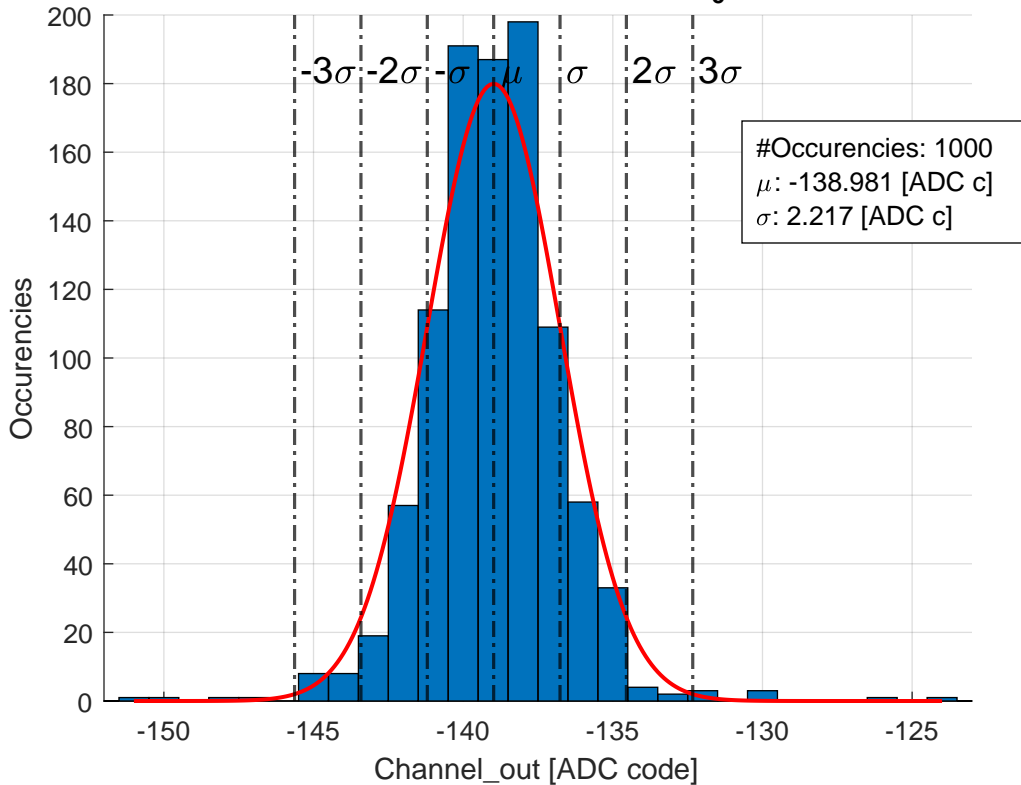 200
180
160
140
120
100
80
60
40
20
0
Occurencies
-3σ -2σ -σ μ σ 2σ 3σ
#Occurencies: 1000
μ: -138.981 [ADC c]
σ: 2.217 [ADC c]
-150 -145 -140 -135 -130 -125
Channel_out [ADC code]